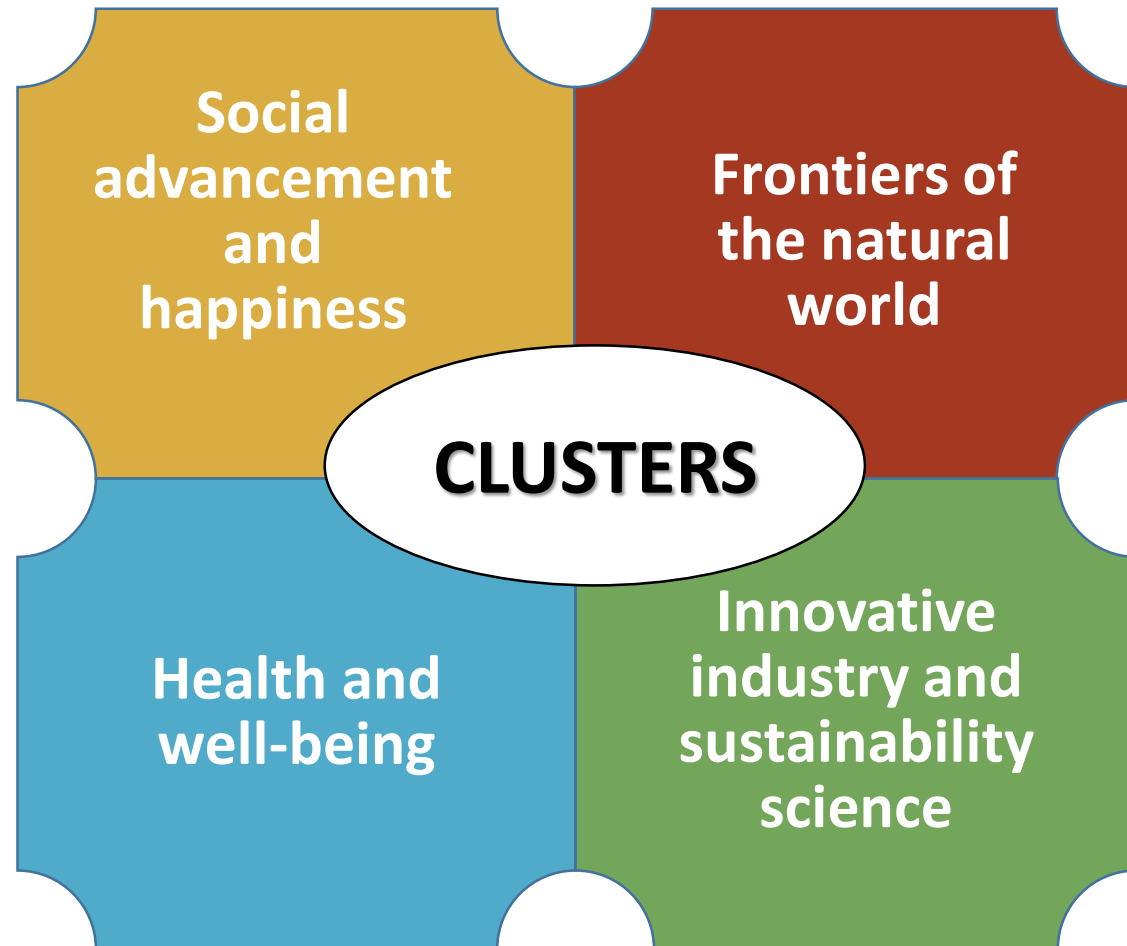 Social
advancement
and
happiness
Frontiers of
the natural
world
CLUSTERS
Health and
well-being
Innovative
industry and
sustainability
science